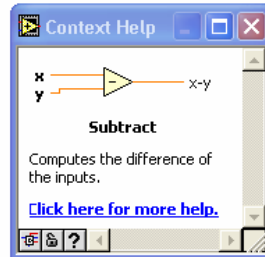 Context Help
x
y
x-y
Subtract
Computes the difference of
the inputs.
Click here for more help.
?